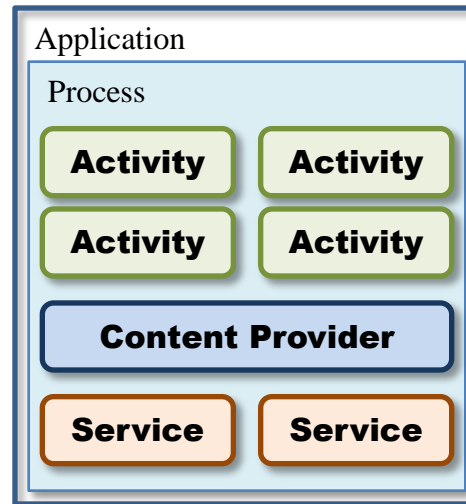 Application
Process
Activity Activity
Activity Activity
Content Provider
Service Service